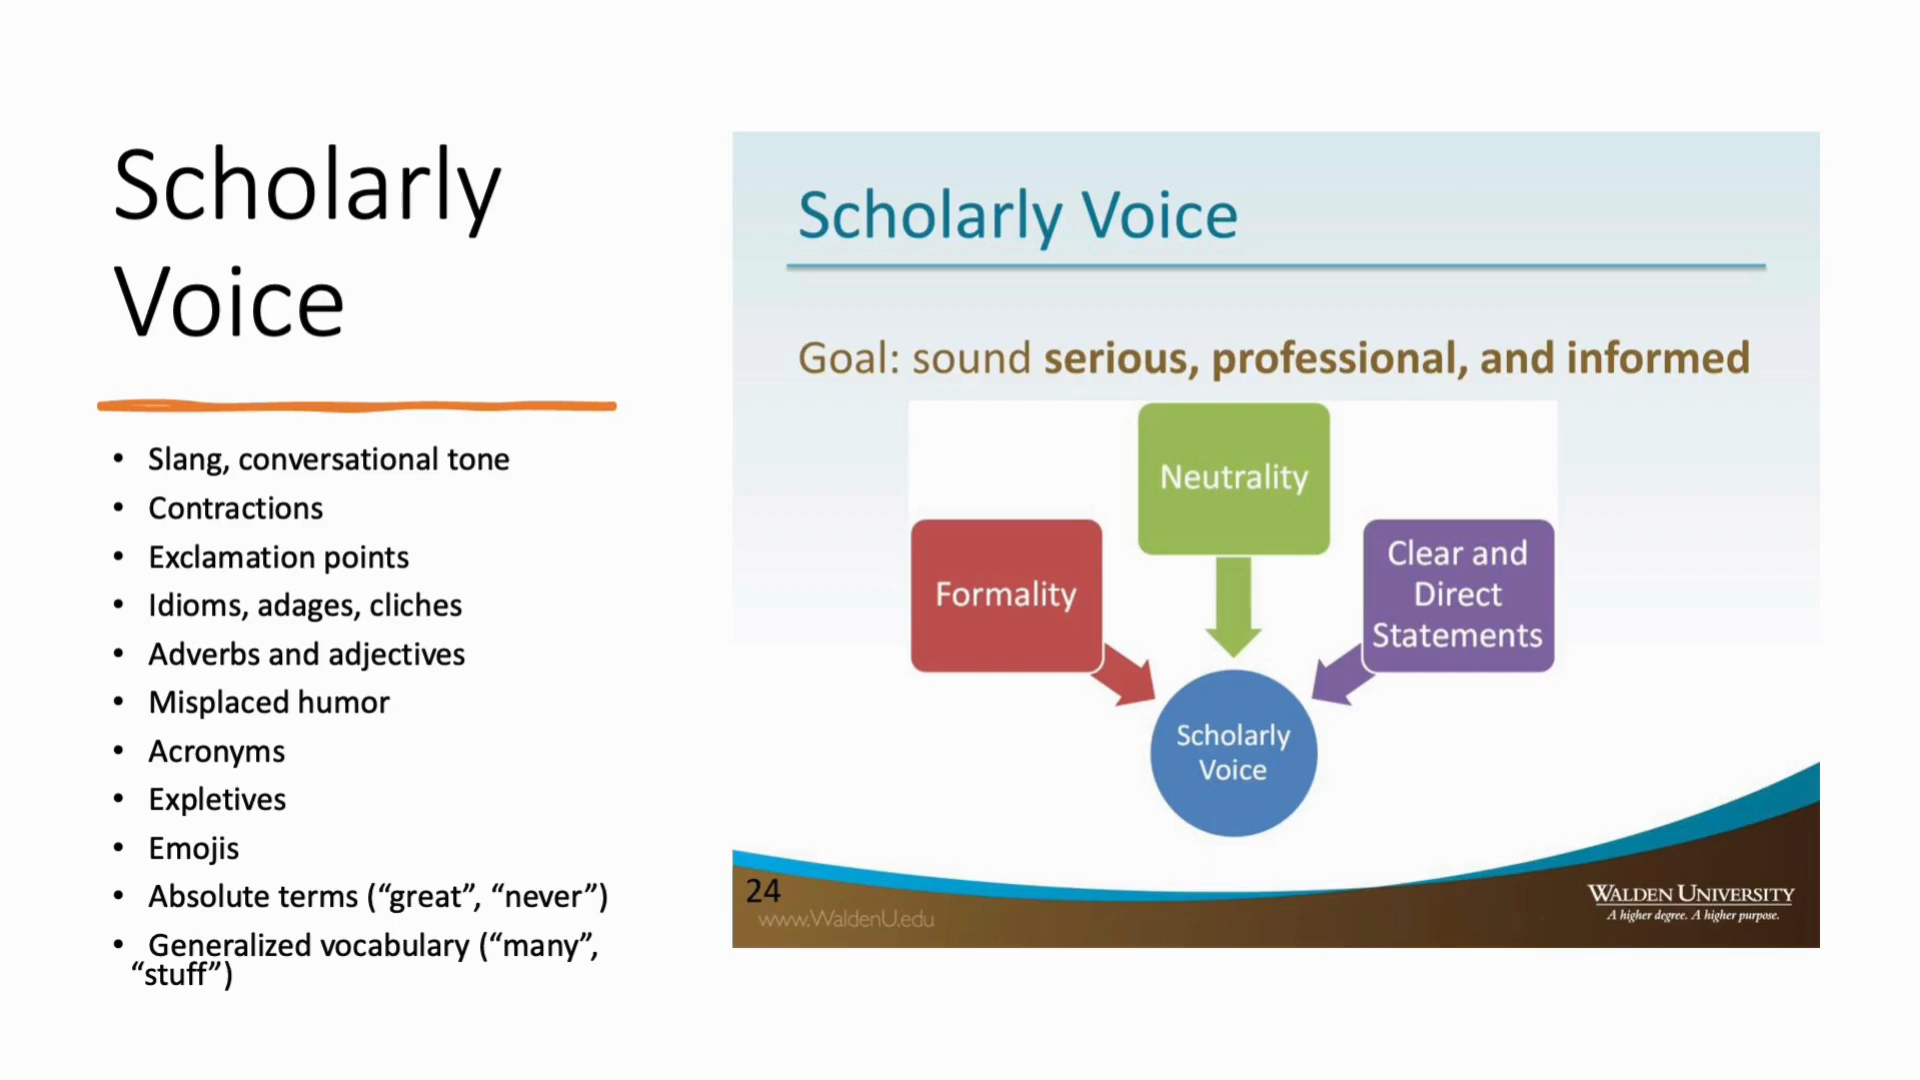 Scholarly
Voice
• Slang, conversational tone
• Contractions
• Exclamation points
• Idioms, adages, cliches
• Adverbs and adjectives
• Misplaced humor
• Acronyms
• Expletives
• Emojis
• Absolute terms (“great”, “never”)
• Generalized vocabulary (“many”,
“stuff”)
Scholarly Voice
Goal: sound serious, professional, and informed
Neutrality
Formality
Clear and
Direct
Statements
Scholarly
Voice
24
www.WaldenU.edu
WALDEN UNIVERSITY
A higher degree. A higher purpose.